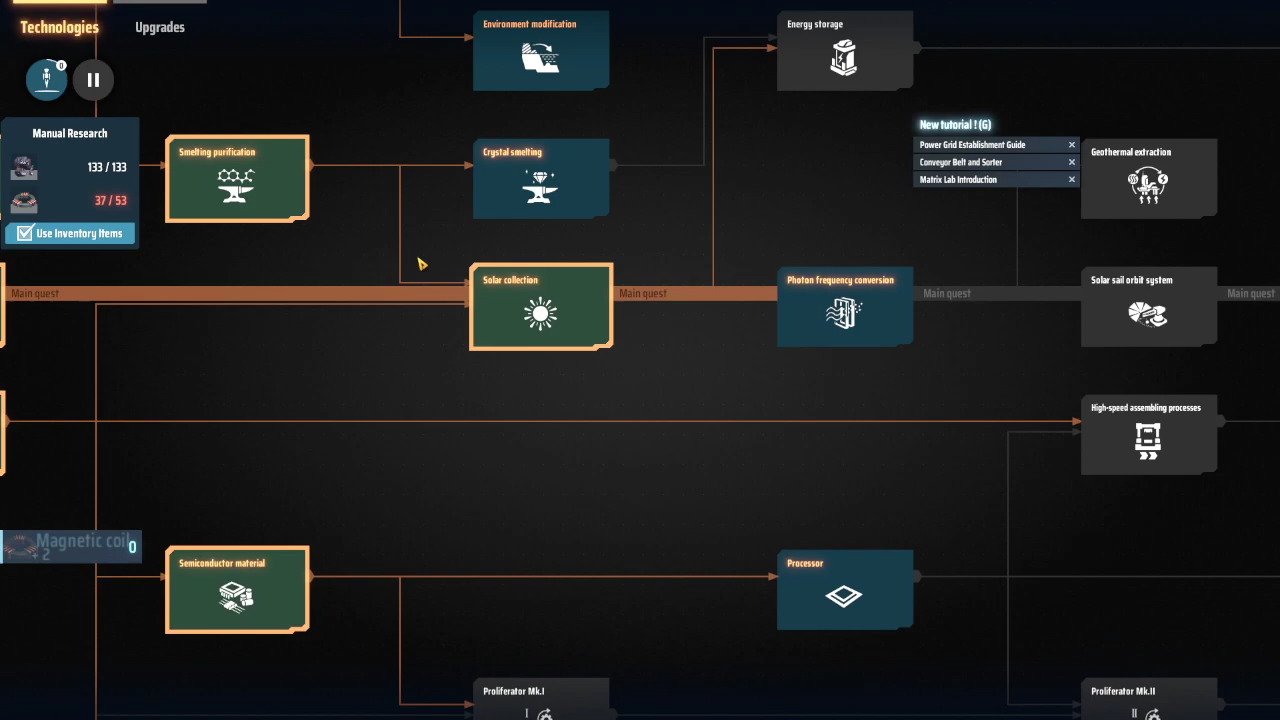 Technologies
Upgrades
0
Manual Research
133 / 133
37 / 53
Use Inventory Items
Environment modification
Energy storage
Smelting purification
Crystal smelting
New tutorial ! (G)
Power Grid Establishment Guide
Conveyor Belt and Sorter
Matrix Lab Introduction
Geothermal extraction
Main quest
Solar collection
Main quest
Photon frequency conversion
Main quest
Solar sail orbit system
Main quest
High-speed assembling processes
Magnetic coil
+ 2
0
Semiconductor material
Processor
Proliferator Mk.I
I
Proliferator Mk.II
II